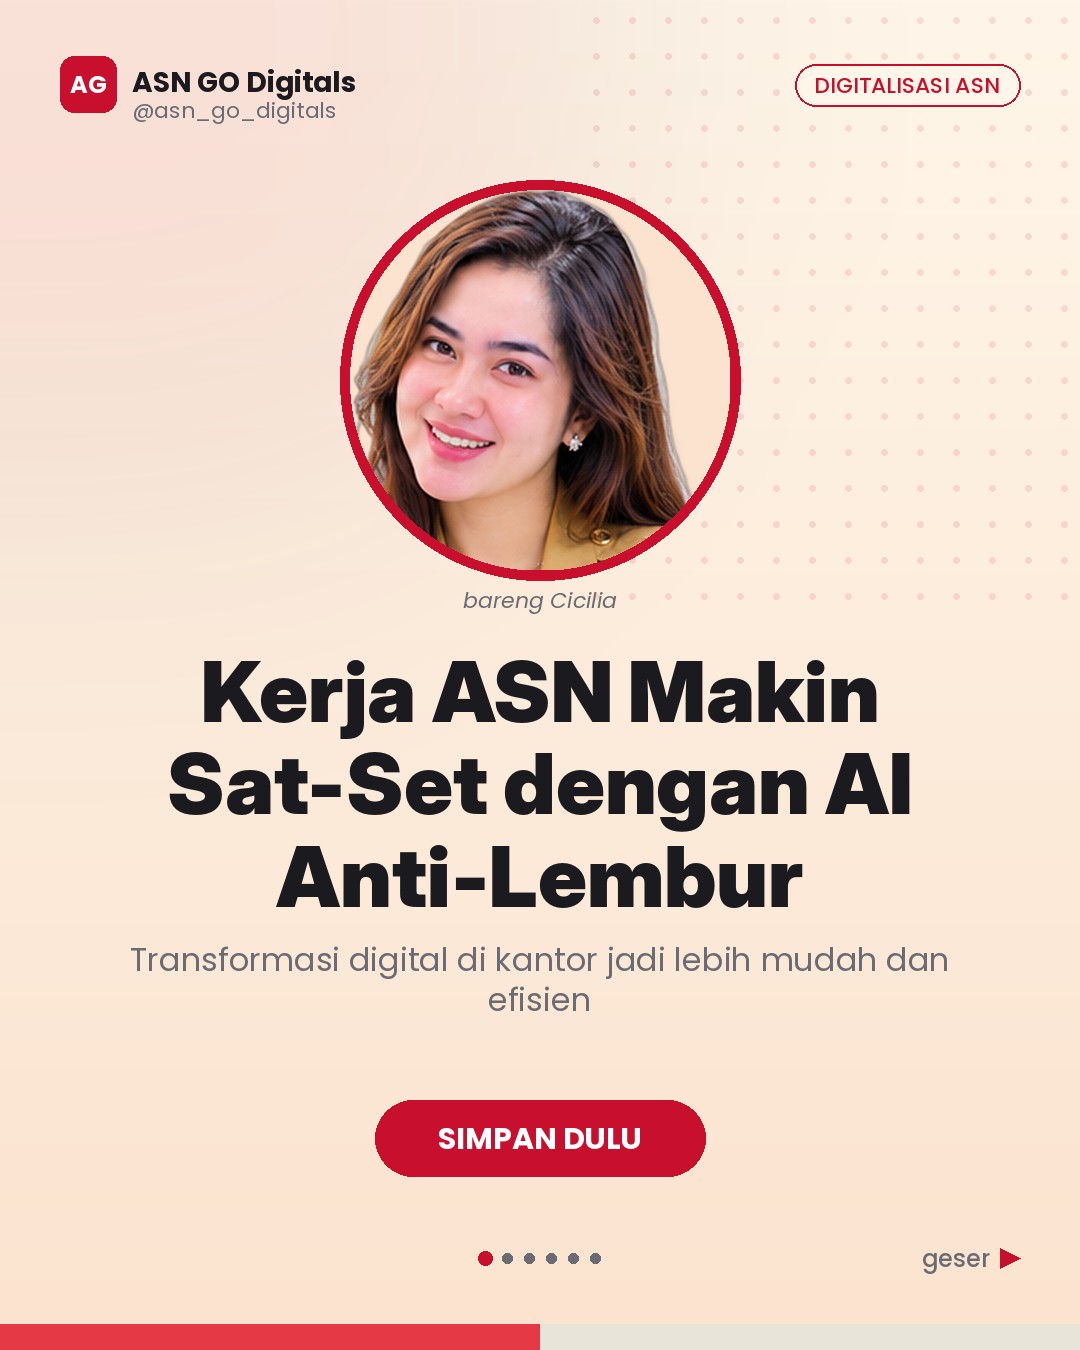 AG
ASN GO Digitals
@asn_go_digitals
DIGITALISASI ASN
bareng Cicilia
Kerja ASN Makin
Sat-Set dengan AI
Anti-Lembur
Transformasi digital di kantor jadi lebih mudah dan
efisien
SIMPAN DULU
geser